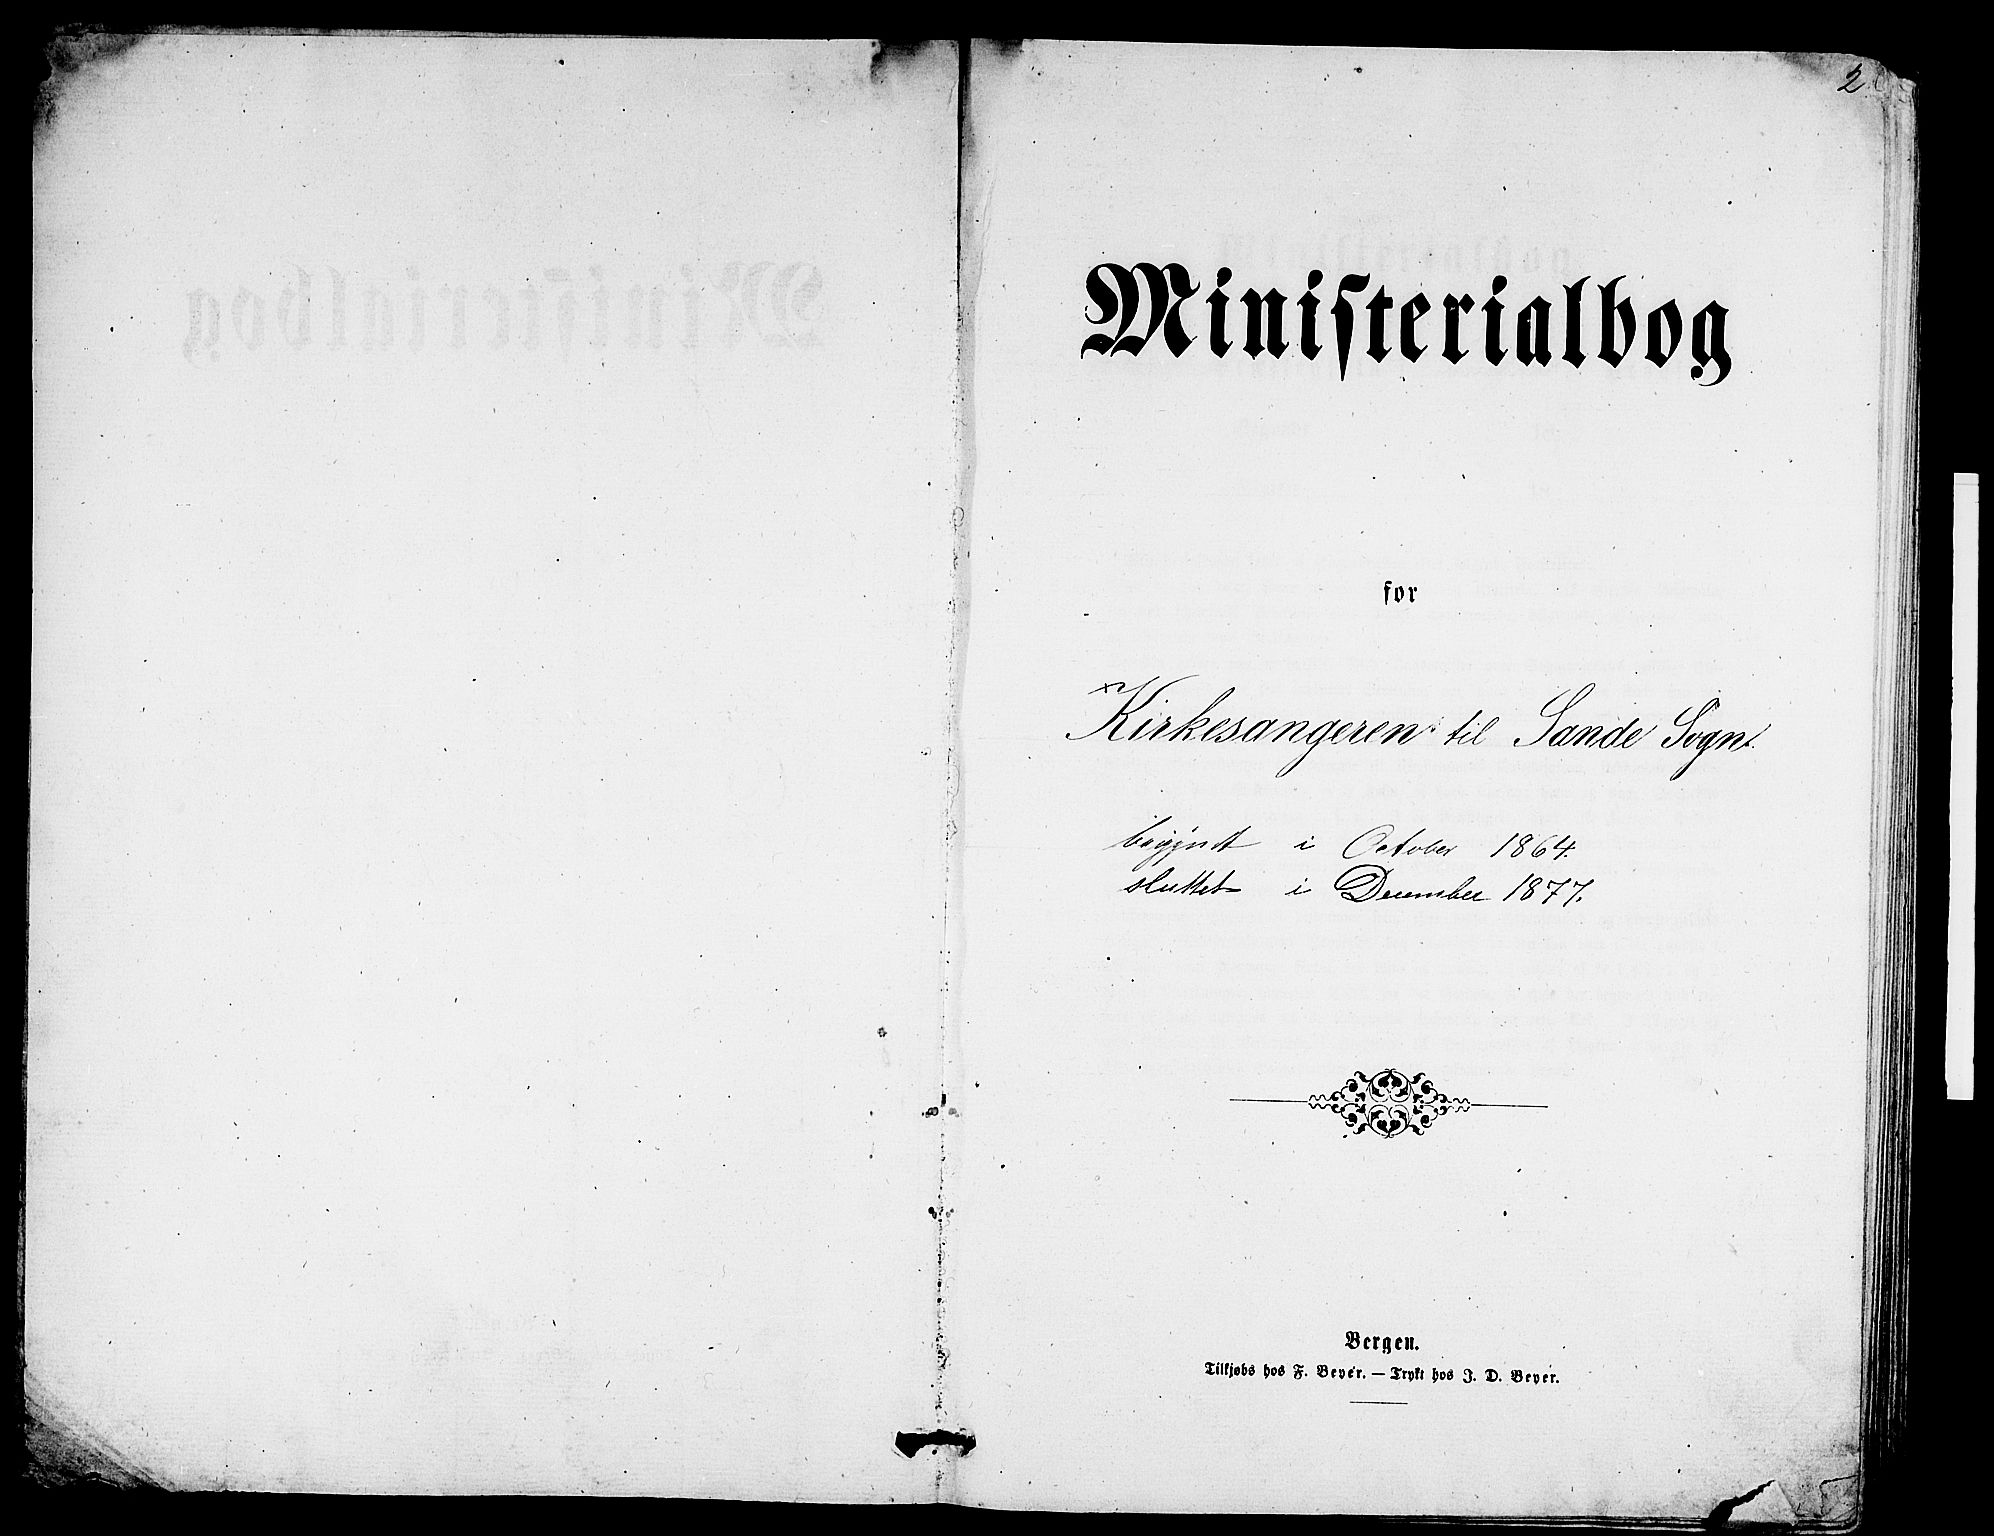 2
Ministerialbog
for
Kirkesangeren til Sande Sogn.
begyndt i October 1864.
sluttet i December 1877.
Bergen.
Tilkjøbs hos F. Beyer. — Trykt hos J. D. Beyer.